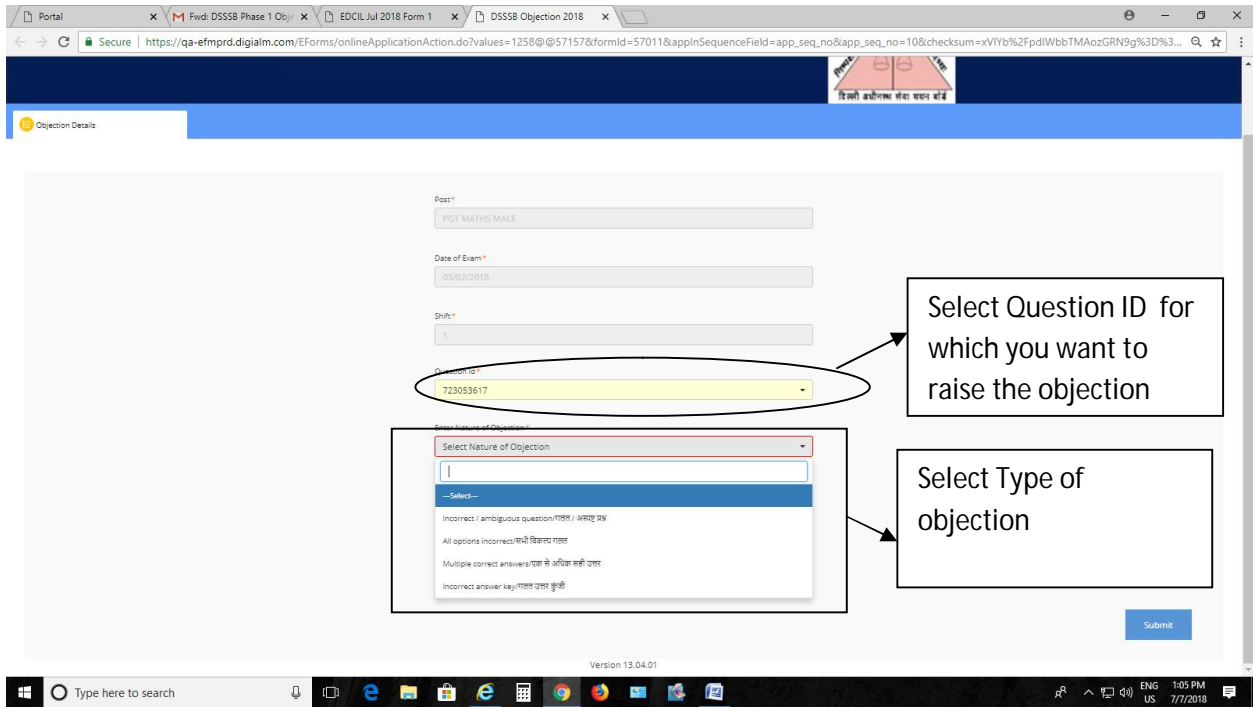 Portal
Fwd: DSSSB Phase 1 Obje
EDCIL Jul 2018 Form 1
DSSSB Objection 2018
Secure | https://qa-efmprd.digialm.com/EForms/onlineApplicationAction.do?values=1258@@57157&formId=57011&appInSequenceField=app_seq_no&app_seq_no=10&checksum=xVIYb%2FpdIWbbTMAozGRN9g%3D%3...
Objection Details
Post*
PGT MATHS MALE
Date of Exam*
03/07/2018
Shift*
1
Question Id*
723053617
Select Question ID for
which you want to
raise the objection
Enter Nature of Objection*
Select Nature of Objection
---Select---
Incorrect / ambiguous question/गलत / अस्पष्ट प्रश्न
All options incorrect/सभी विकल्प गलत
Multiple correct answers/एक से अधिक सही उत्तर
Incorrect answer key/गलत उत्तर कुंजी
Select Type of
objection
Submit
Version 13.04.01
Type here to search
ENG
US
1:05 PM
7/7/2018